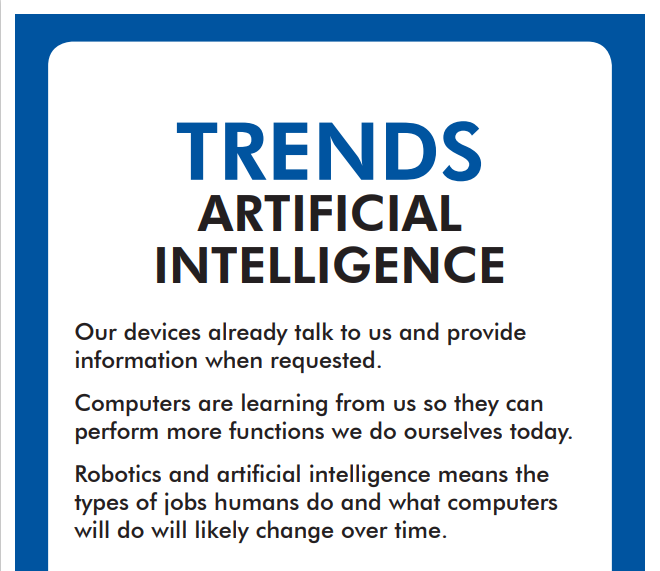 TRENDS
ARTIFICIAL
INTELLIGENCE
Our devices already talk to us and provide
information when requested.
Computers are learning from us so they can
perform more functions we do ourselves today.
Robotics and artificial intelligence means the
types of jobs humans do and what computers
will do will likely change over time.